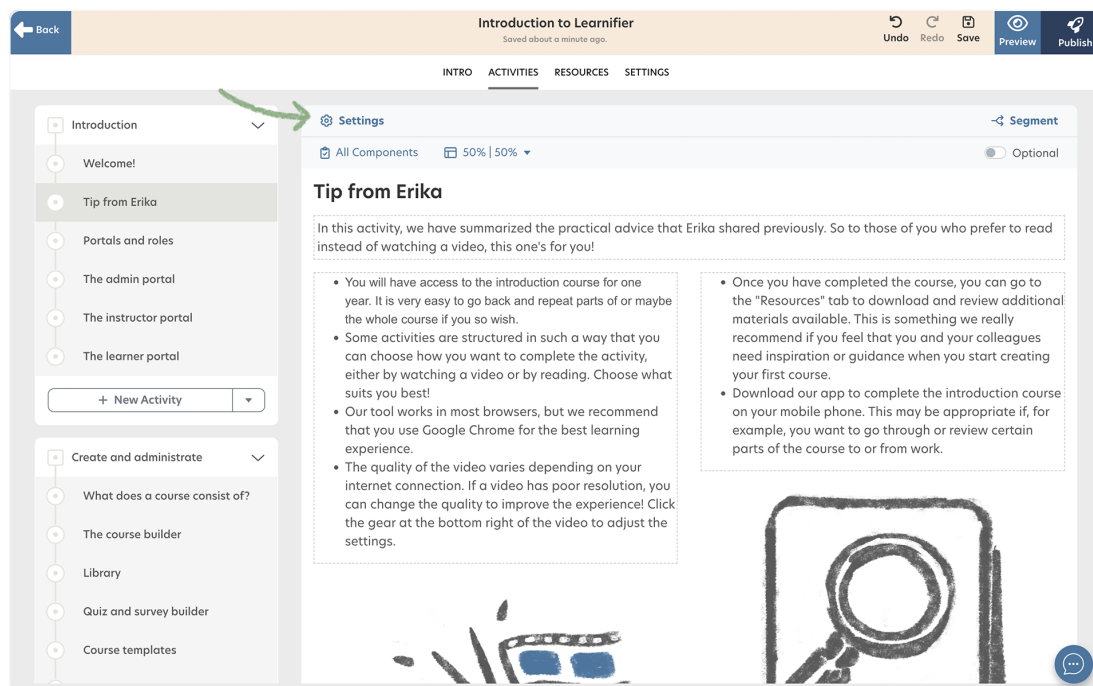 Back
Introduction to Learnifier
Saved about a minute ago.
Undo
Redo
Save
Preview
Publish
INTRO
ACTIVITIES
RESOURCES
SETTINGS
Introduction
Welcome!
Tip from Erika
Portals and roles
The admin portal
The instructor portal
The learner portal
+ New Activity
Create and administrate
What does a course consist of?
The course builder
Library
Quiz and survey builder
Course templates
Settings
Segment
All Components
50% | 50%
Optional
Tip from Erika
In this activity, we have summarized the practical advice that Erika shared previously. So to those of you who prefer to read
instead of watching a video, this one's for you!
• You will have access to the introduction course for one
year. It is very easy to go back and repeat parts of or maybe
the whole course if you so wish.
• Some activities are structured in such a way that you
can choose how you want to complete the activity,
either by watching a video or by reading. Choose what
suits you best!
• Our tool works in most browsers, but we recommend
that you use Google Chrome for the best learning
experience.
• The quality of the video varies depending on your
internet connection. If a video has poor resolution, you
can change the quality to improve the experience! Click
the gear at the bottom right of the video to adjust the
settings.
• Once you have completed the course, you can go to
the "Resources" tab to download and review additional
materials available. This is something we really
recommend if you feel that you and your colleagues
need inspiration or guidance when you start creating
your first course.
• Download our app to complete the introduction course
on your mobile phone. This may be appropriate if, for
example, you want to go through or review certain
parts of the course to or from work.